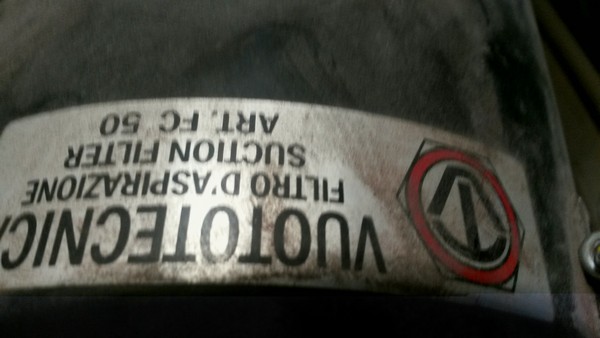 VUOTOTECNICA
FILTRO D'ASPIRAZIONE
SUCTION FILTER
ART. FC 50